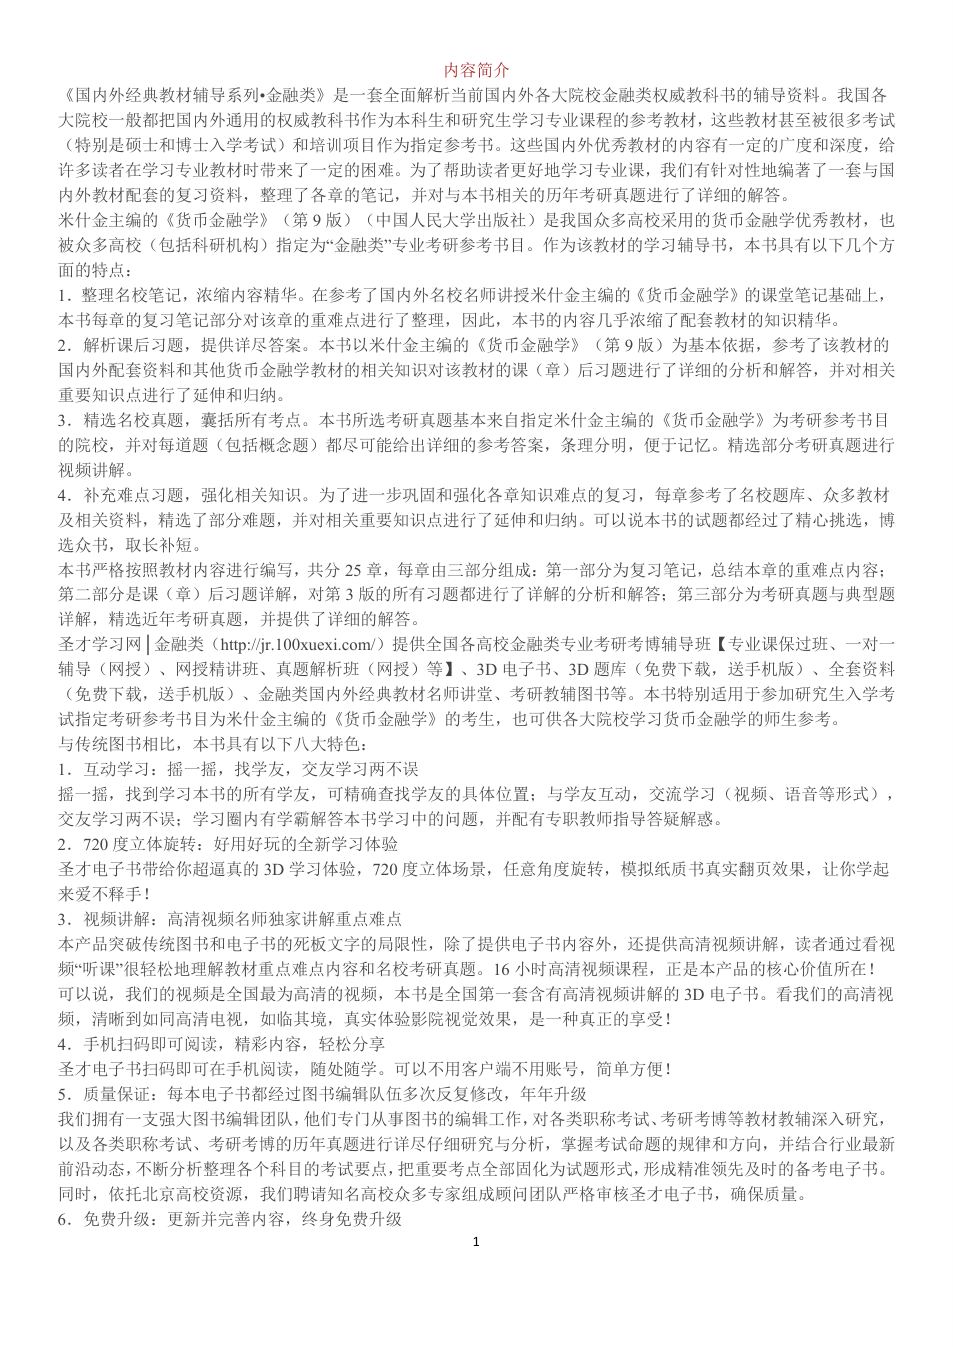 内容简介
《国内外经典教材辅导系列•金融类》是一套全面解析当前国内外各大院校金融类权威教科书的辅导资料。我国各
大院校一般都把国内外通用的权威教科书作为本科生和研究生学习专业课程的参考教材，这些教材甚至被很多考试
（特别是硕士和博士入学考试）和培训项目作为指定参考书。这些国内外优秀教材的内容有一定的广度和深度，给
许多读者在学习专业教材时带来了一定的困难。为了帮助读者更好地学习专业课，我们有针对性地编著了一套与国
内外教材配套的复习资料，整理了各章的笔记，并对与本书相关的历年考研真题进行了详细的解答。
米什金主编的《货币金融学》（第 9 版）（中国人民大学出版社）是我国众多高校采用的货币金融学优秀教材，也
被众多高校（包括科研机构）指定为“金融类”专业考研参考书目。作为该教材的学习辅导书，本书具有以下几个方
面的特点：
1．整理名校笔记，浓缩内容精华。在参考了国内外名校名师讲授米什金主编的《货币金融学》的课堂笔记基础上，
本书每章的复习笔记部分对该章的重难点进行了整理，因此，本书的内容几乎浓缩了配套教材的知识精华。
2．解析课后习题，提供详尽答案。本书以米什金主编的《货币金融学》（第 9 版）为基本依据，参考了该教材的
国内外配套资料和其他货币金融学教材的相关知识对该教材的课（章）后习题进行了详细的分析和解答，并对相关
重要知识点进行了延伸和归纳。
3．精选名校真题，囊括所有考点。本书所选考研真题基本来自指定米什金主编的《货币金融学》为考研参考书目
的院校，并对每道题（包括概念题）都尽可能给出详细的参考答案，条理分明，便于记忆。精选部分考研真题进行
视频讲解。
4．补充难点习题，强化相关知识。为了进一步巩固和强化各章知识难点的复习，每章参考了名校题库、众多教材
及相关资料，精选了部分难题，并对相关重要知识点进行了延伸和归纳。可以说本书的试题都经过了精心挑选，博
选众书，取长补短。
本书严格按照教材内容进行编写，共分 25 章，每章由三部分组成：第一部分为复习笔记，总结本章的重难点内容；
第二部分是课（章）后习题详解，对第 3 版的所有习题都进行了详解的分析和解答；第三部分为考研真题与典型题
详解，精选近年考研真题，并提供了详细的解答。
圣才学习网│金融类（http://jr.100xuexi.com/）提供全国各高校金融类专业考研考博辅导班【专业课保过班、一对一
辅导（网授）、网授精讲班、真题解析班（网授）等】、3D 电子书、3D 题库（免费下载，送手机版）、全套资料
（免费下载，送手机版）、金融类国内外经典教材名师讲堂、考研教辅图书等。本书特别适用于参加研究生入学考
试指定考研参考书目为米什金主编的《货币金融学》的考生，也可供各大院校学习货币金融学的师生参考。
与传统图书相比，本书具有以下八大特色：
1．互动学习：摇一摇，找学友，交友学习两不误
摇一摇，找到学习本书的所有学友，可精确查找学友的具体位置；与学友互动，交流学习（视频、语音等形式），
交友学习两不误；学习圈内有学霸解答本书学习中的问题，并配有专职教师指导答疑解惑。
2．720 度立体旋转：好用好玩的全新学习体验
圣才电子书带给你超逼真的 3D 学习体验，720 度立体场景，任意角度旋转，模拟纸质书真实翻页效果，让你学起
来爱不释手！
3．视频讲解：高清视频名师独家讲解重点难点
本产品突破传统图书和电子书的死板文字的局限性，除了提供电子书内容外，还提供高清视频讲解，读者通过看视
频“听课”很轻松地理解教材重点难点内容和名校考研真题。16 小时高清视频课程，正是本产品的核心价值所在！
可以说，我们的视频是全国最为高清的视频，本书是全国第一套含有高清视频讲解的 3D 电子书。看我们的高清视
频，清晰到如同高清电视，如临其境，真实体验影院视觉效果，是一种真正的享受！
4．手机扫码即可阅读，精彩内容，轻松分享
圣才电子书扫码即可在手机阅读，随处随学。可以不用客户端不用账号，简单方便！
5．质量保证：每本电子书都经过图书编辑队伍多次反复修改，年年升级
我们拥有一支强大图书编辑团队，他们专门从事图书的编辑工作，对各类职称考试、考研考博等教材教辅深入研究，
以及各类职称考试、考研考博的历年真题进行详尽仔细研究与分析，掌握考试命题的规律和方向，并结合行业最新
前沿动态，不断分析整理各个科目的考试要点，把重要考点全部固化为试题形式，形成精准领先及时的备考电子书。
同时，依托北京高校资源，我们聘请知名高校众多专家组成顾问团队严格审核圣才电子书，确保质量。
6．免费升级：更新并完善内容，终身免费升级
1